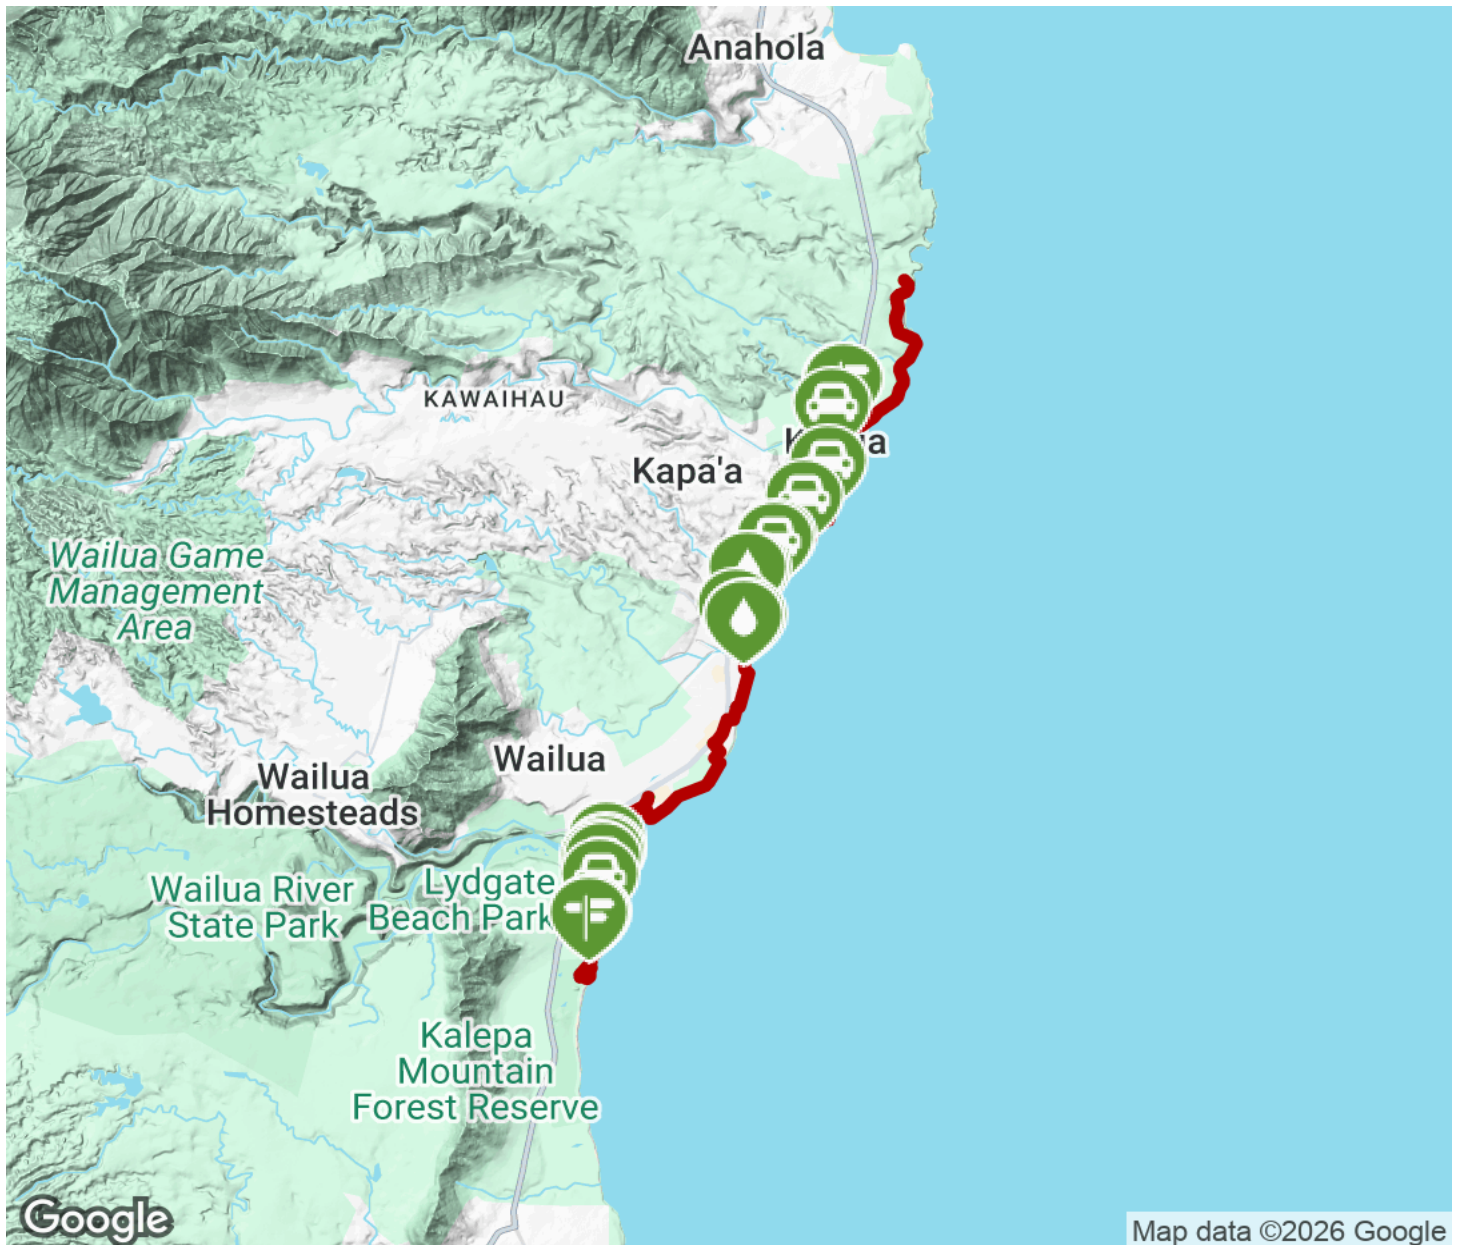 Anahola
KAWAIHAU
Kapa'a
Wailua Game
Management
Area
Wailua
Wailua
Homesteads
Lydgate
Beach Park
Wailua River
State Park
Kalepa
Mountain
Forest Reserve
Google
Map data ©2026 Google